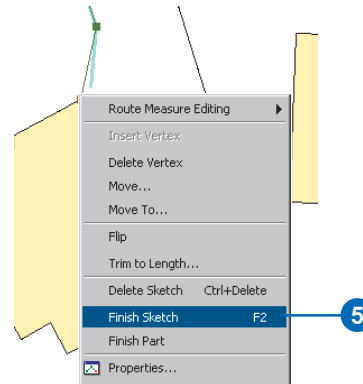 Route Measure Editing
Insert Vertex
Delete Vertex
Move...
Move To...
Flip
Trim to Length...
Delete Sketch Ctrl+Delete
Finish Sketch F2
5
Finish Part
Properties...